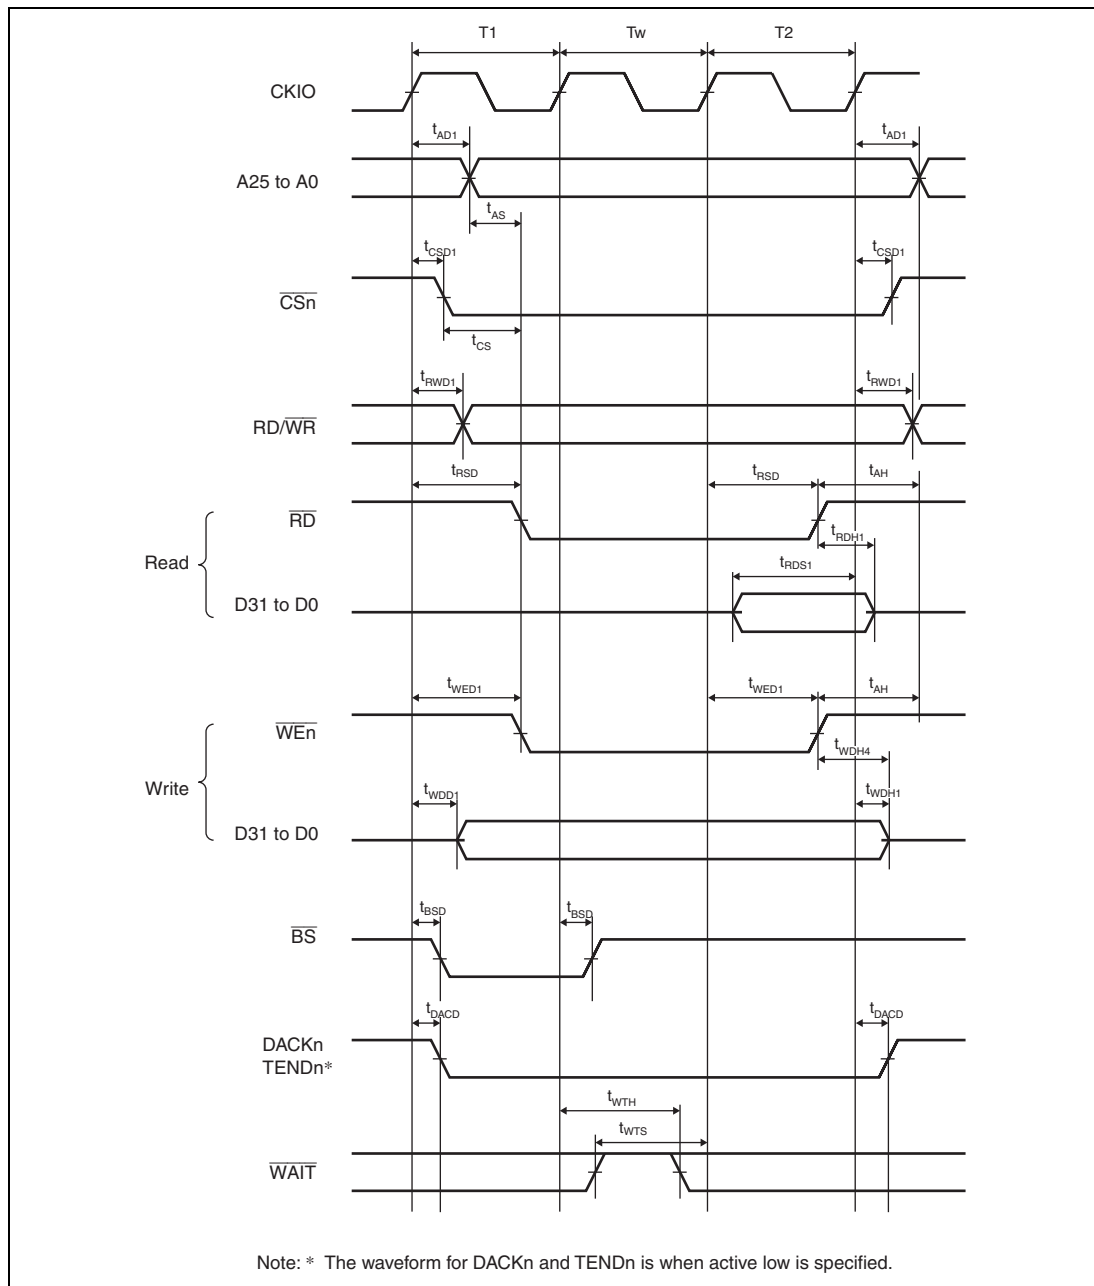 T1 Tw T2
CKIO
tAD1 tAD1
A25 to A0
tAS
tCSD1 tCSD1
CSn
tCS
tRWD1 tRWD1
RD/WR
tRSD tRSD tAH
RD
tRDH1
Read
tRDS1
D31 to D0
tWED1 tWED1 tAH
WEn
tWDH4
Write
tWDD1 tWDH1
D31 to D0
tBSD tBSD
BS
tDACD tDACD
DACKn
TENDn*
tWTH
tWTS
WAIT
Note: * The waveform for DACKn and TENDn is when active low is specified.